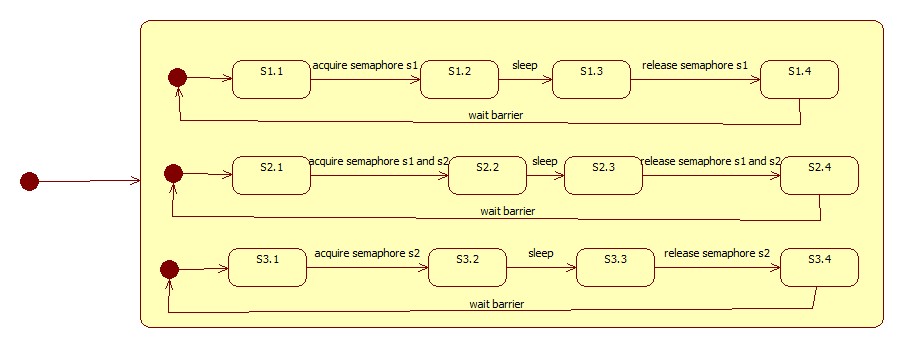 S1.1 acquire semaphore s1 S1.2 sleep S1.3 release semaphore s1 S1.4
wait barrier
S2.1 acquire semaphore s1 and s2 S2.2 sleep S2.3 release semaphore s1 and s2 S2.4
wait barrier
S3.1 acquire semaphore s2 S3.2 sleep S3.3 release semaphore s2 S3.4
wait barrier